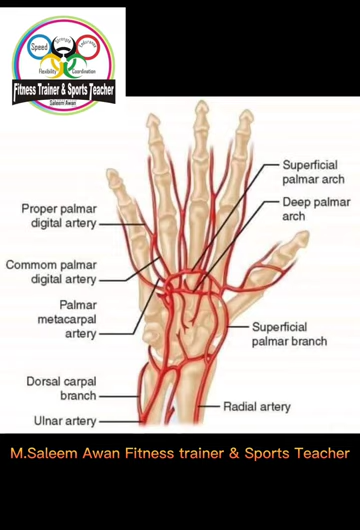 Speed
Strength
Endurance
Flexibility
Coordination
Fitness Trainer & Sports Teacher
Saleem Awan
Superficial
palmar arch
Deep palmar
arch
Proper palmar
digital artery
Commom palmar
digital artery
Palmar
metacarpal
artery
Superficial
palmar branch
Dorsal carpal
branch
Radial artery
Ulnar artery
M.Saleem Awan Fitness trainer & Sports Teacher